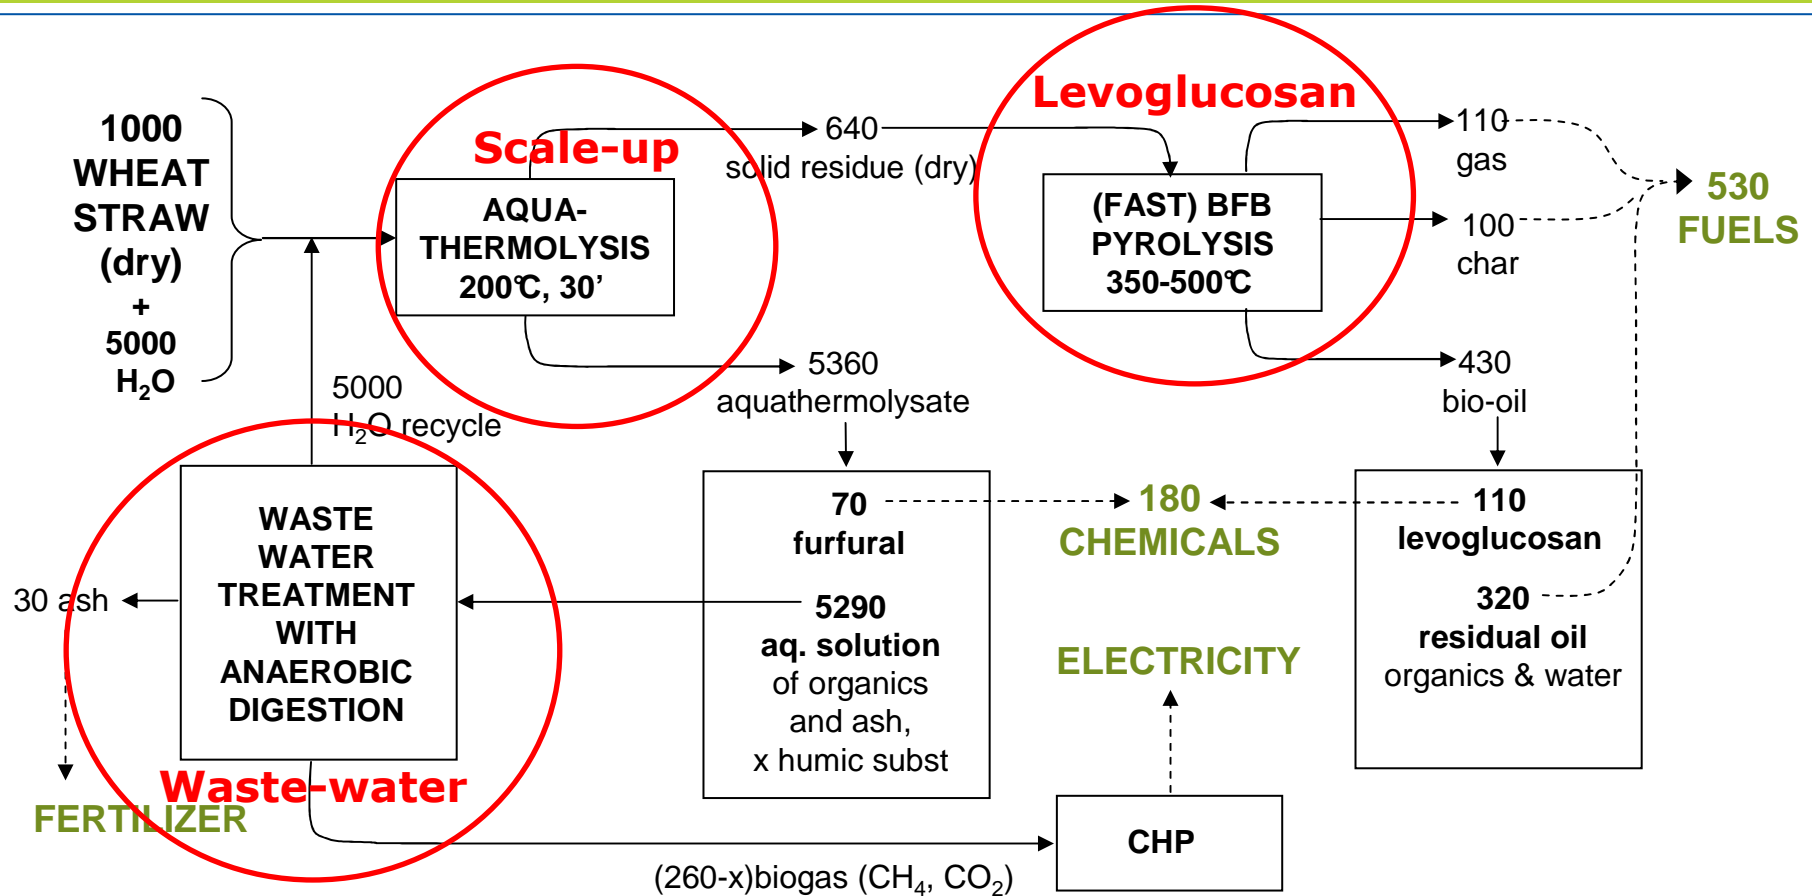 1000
WHEAT
STRAW
(dry)
+
5000
H₂O
Scale-up
AQUA-
THERMOLYSIS
200°C, 30’
640
solid residue (dry)
5360
aquathermolysate
Levoglucosan
(FAST) BFB
PYROLYSIS
350-500°C
110
gas
100
char
530
FUELS
430
bio-oil
5000
H₂O recycle
WASTE
WATER
TREATMENT
WITH
ANAEROBIC
DIGESTION
Waste-water
30 ash
FERTILIZER
70
furfural
5290
aq. solution
of organics
and ash,
x humic subst
180
CHEMICALS
110
levoglucosan
320
residual oil
organics & water
ELECTRICITY
CHP
(260-x)biogas (CH₄, CO₂)